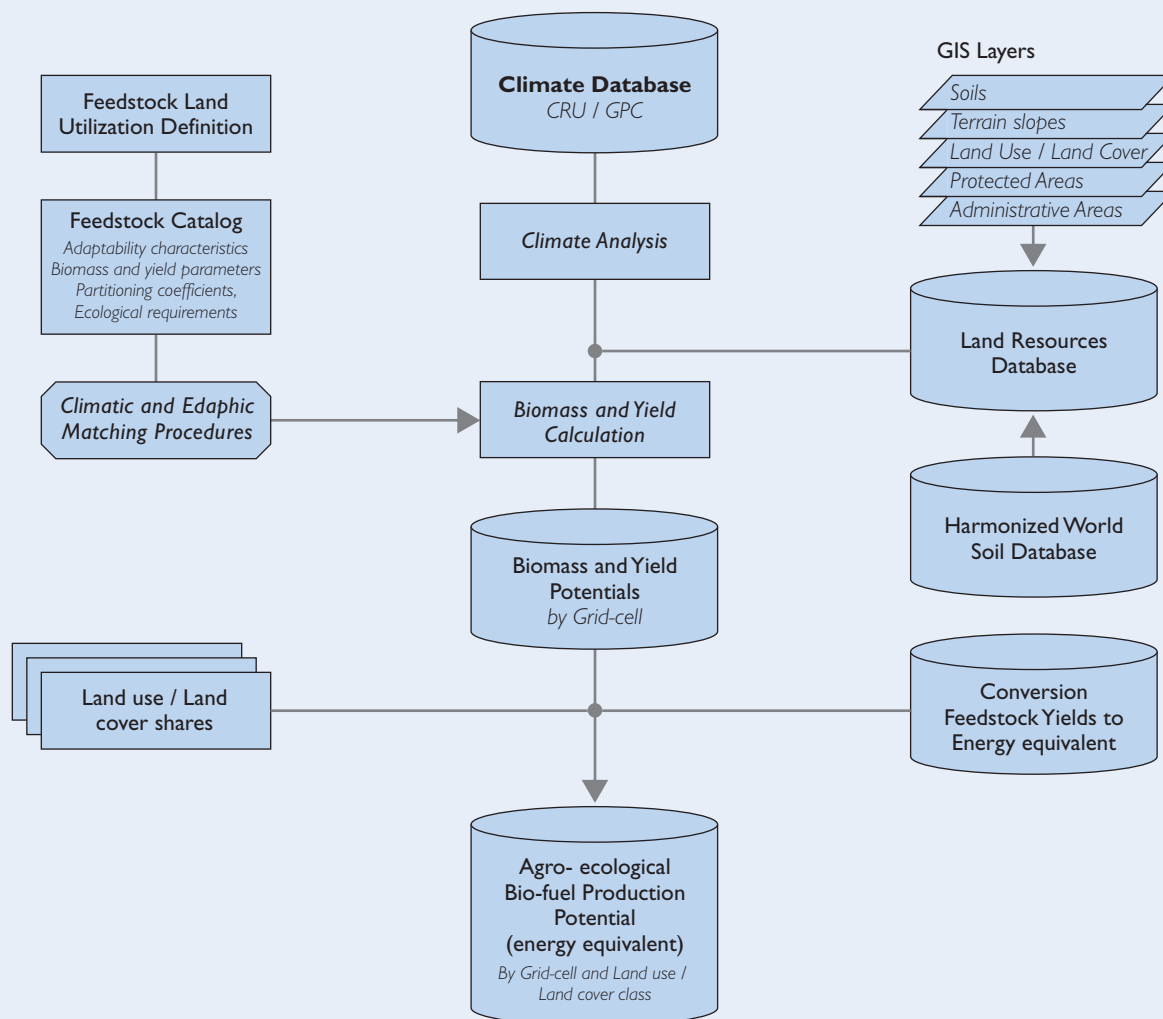 Climate Database
CRU / GPC
GIS Layers
Soils
Terrain slopes
Land Use / Land Cover
Protected Areas
Administrative Areas
Feedstock Land
Utilization Definition
Feedstock Catalog
Adaptability characteristics
Biomass and yield parameters
Partitioning coefficients,
Ecological requirements
Climate Analysis
Land Resources
Database
Climatic and Edaphic
Matching Procedures
Biomass and Yield
Calculation
Harmonized World
Soil Database
Biomass and Yield
Potentials
by Grid-cell
Land use / Land
cover shares
Conversion
Feedstock Yields to
Energy equivalent
Agro- ecological
Bio-fuel Production
Potential
(energy equivalent)
By Grid-cell and Land use /
Land cover class